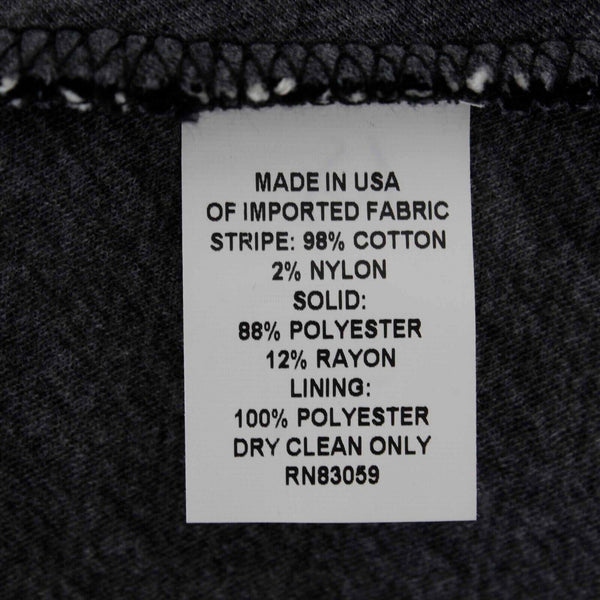 MADE IN USA
OF IMPORTED FABRIC
STRIPE: 98% COTTON
2% NYLON
SOLID:
88% POLYESTER
12% RAYON
LINING:
100% POLYESTER
DRY CLEAN ONLY
RN83059